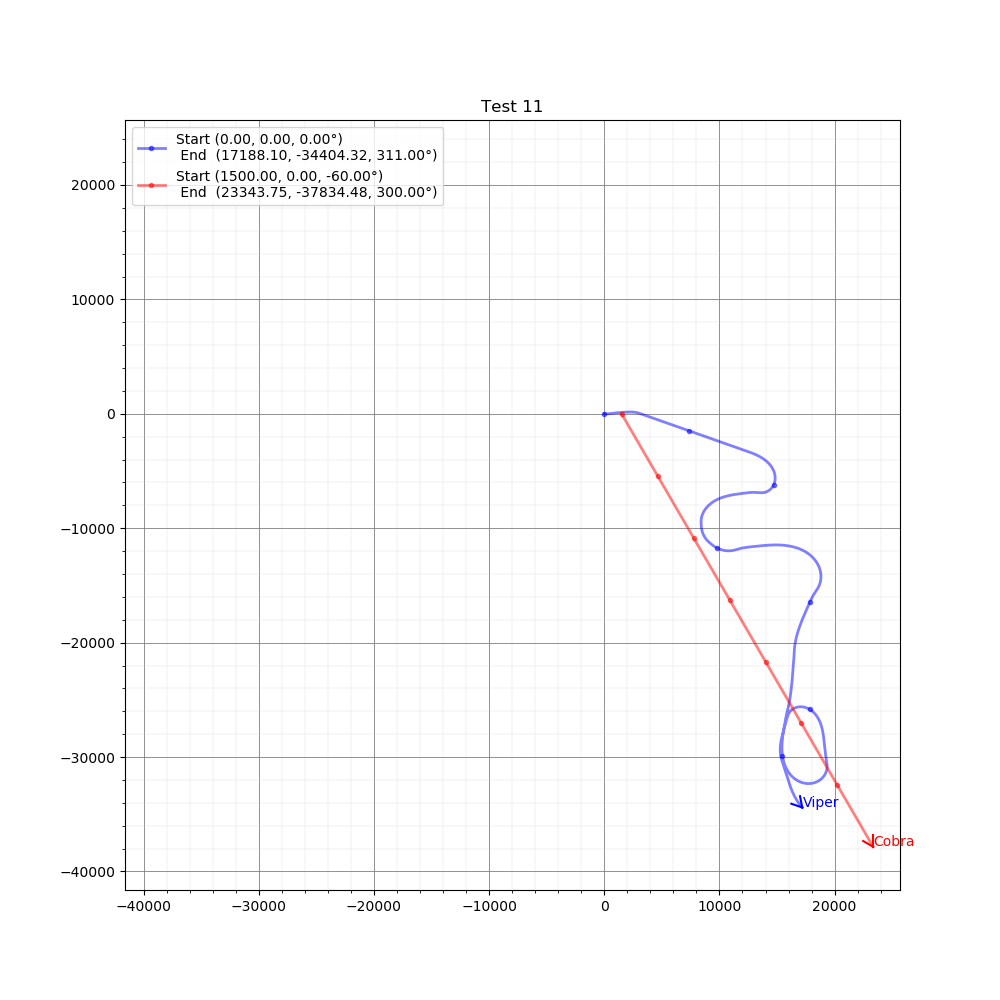 Test 11
Start (0.00, 0.00, 0.00°)
End  (17188.10, -34404.32, 311.00°)
Start (1500.00, 0.00, -60.00°)
End  (23343.75, -37834.48, 300.00°)
20000
10000
0
−10000
−20000
−30000
−40000
Viper
Cobra
−40000 −30000 −20000 −10000 0 10000 20000